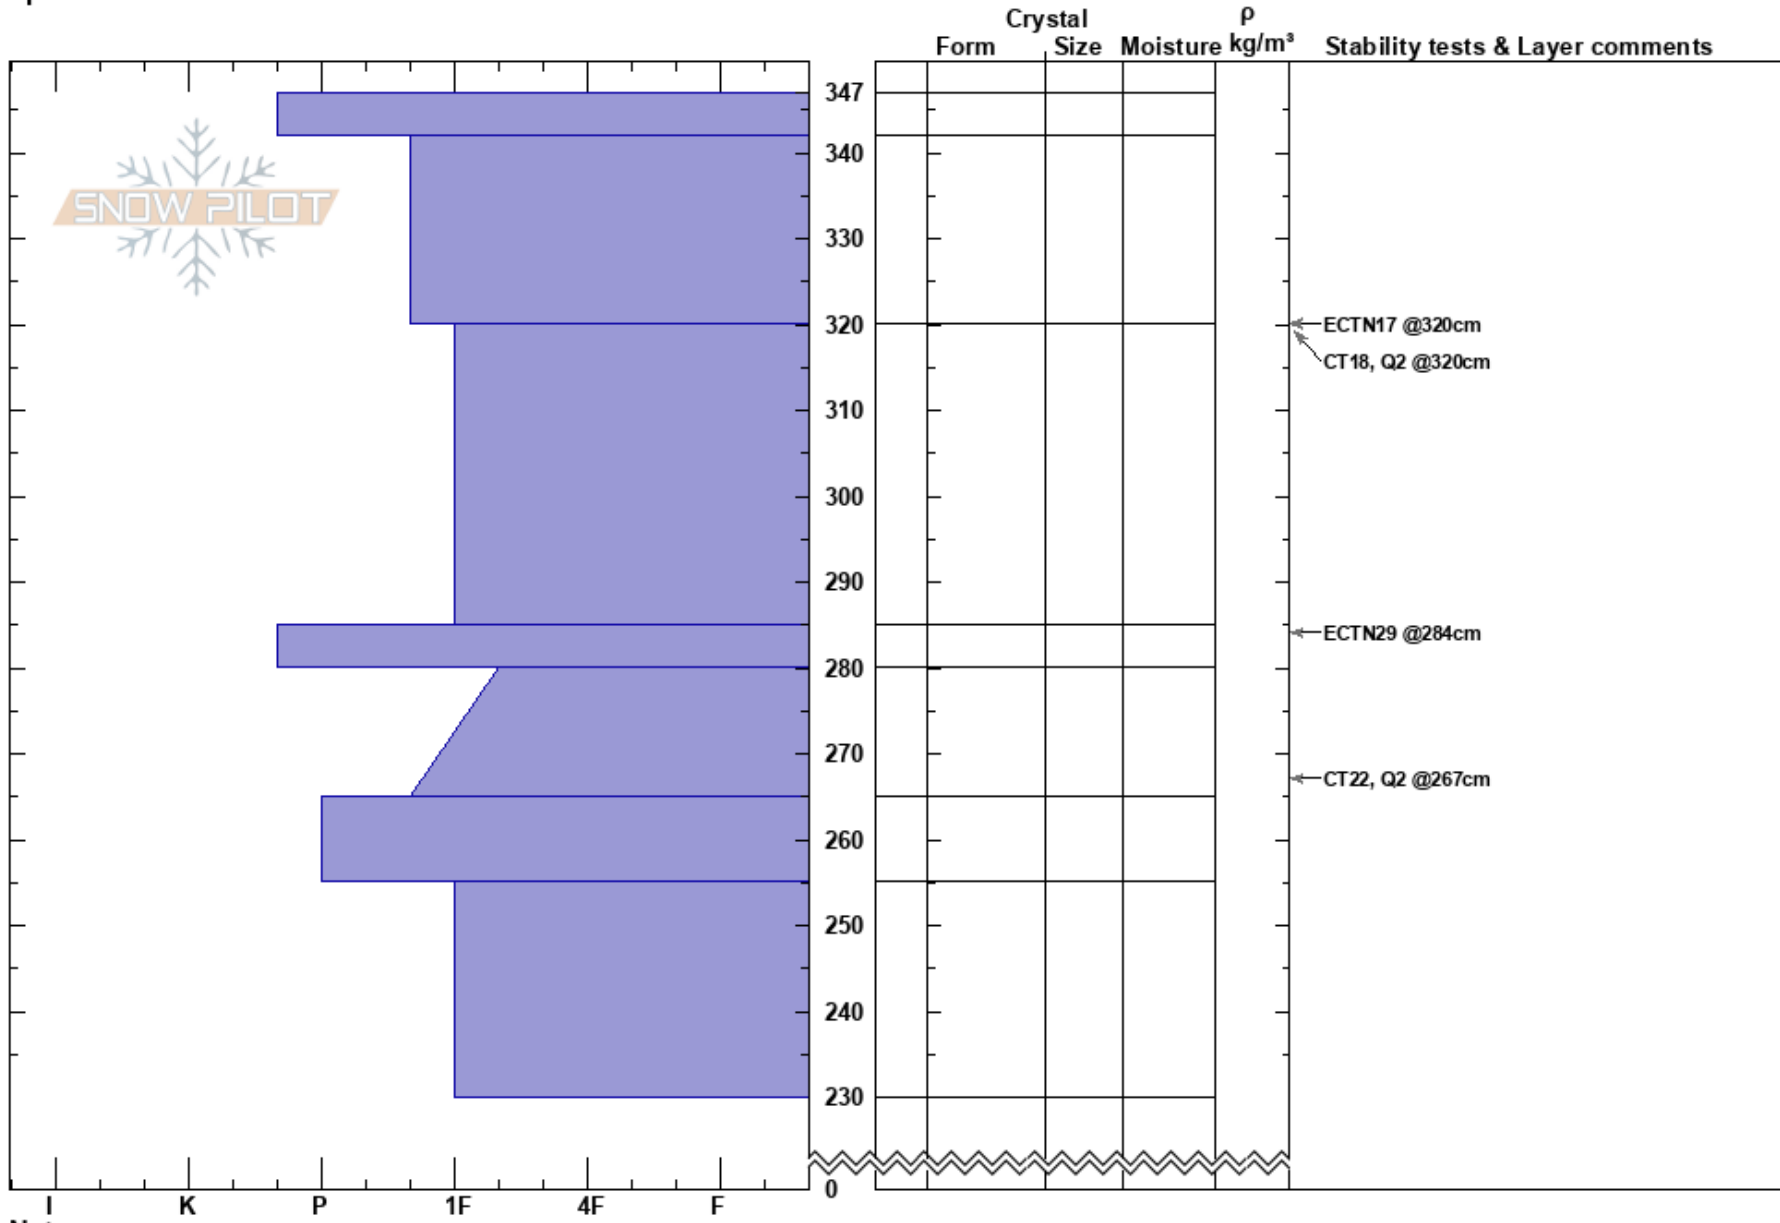 Crystal ρ
Form Size Moisture kg/m³ Stability tests & Layer comments
347
SNOW PILOT
340
330
320
ECTN17 @320cm
CT18, Q2 @320cm
310
300
290
ECTN29 @284cm
280
270
CT22, Q2 @267cm
260
250
240
230
0
I K P 1F 4F F